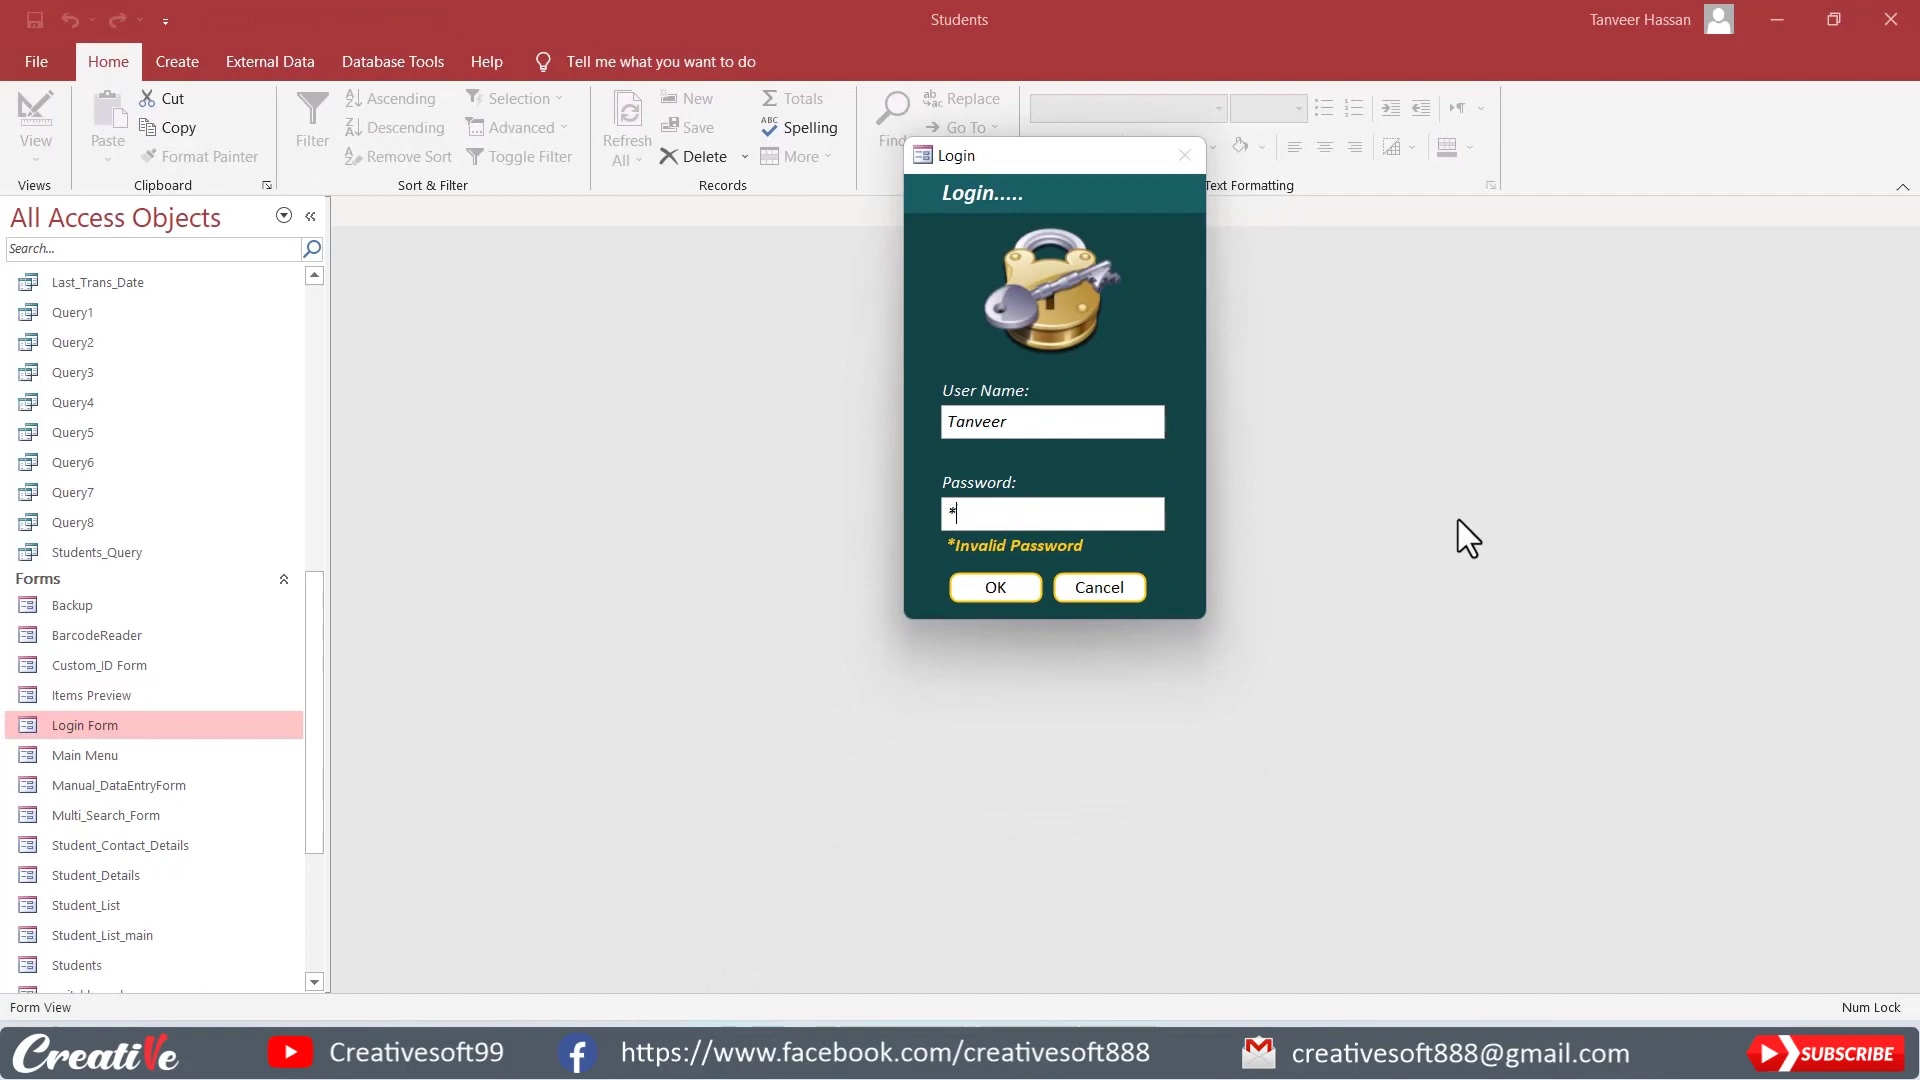 Students
Tanveer Hassan
File
Home
Create
External Data
Database Tools
Help
Tell me what you want to do
View
Views
Paste
Cut
Copy
Format Painter
Clipboard
Filter
Ascending
Descending
Remove Sort
Selection
Advanced
Toggle Filter
Sort & Filter
Refresh
All
New
Save
Delete
Totals
Spelling
More
Records
Find
Replace
Go To
Text Formatting
All Access Objects
Search...
Last_Trans_Date
Query1
Query2
Query3
Query4
Query5
Query6
Query7
Query8
Students_Query
Forms
Backup
BarcodeReader
Custom_ID Form
Items Preview
Login Form
Main Menu
Manual_DataEntryForm
Multi_Search_Form
Student_Contact_Details
Student_Details
Student_List
Student_List_main
Students
Login
Login.....
User Name:
Tanveer
Password:
*
*Invalid Password
OK
Cancel
Form View
Num Lock
CreatiVe
Creativesoft99
https://www.facebook.com/creativesoft888
creativesoft888@gmail.com
SUBSCRIBE